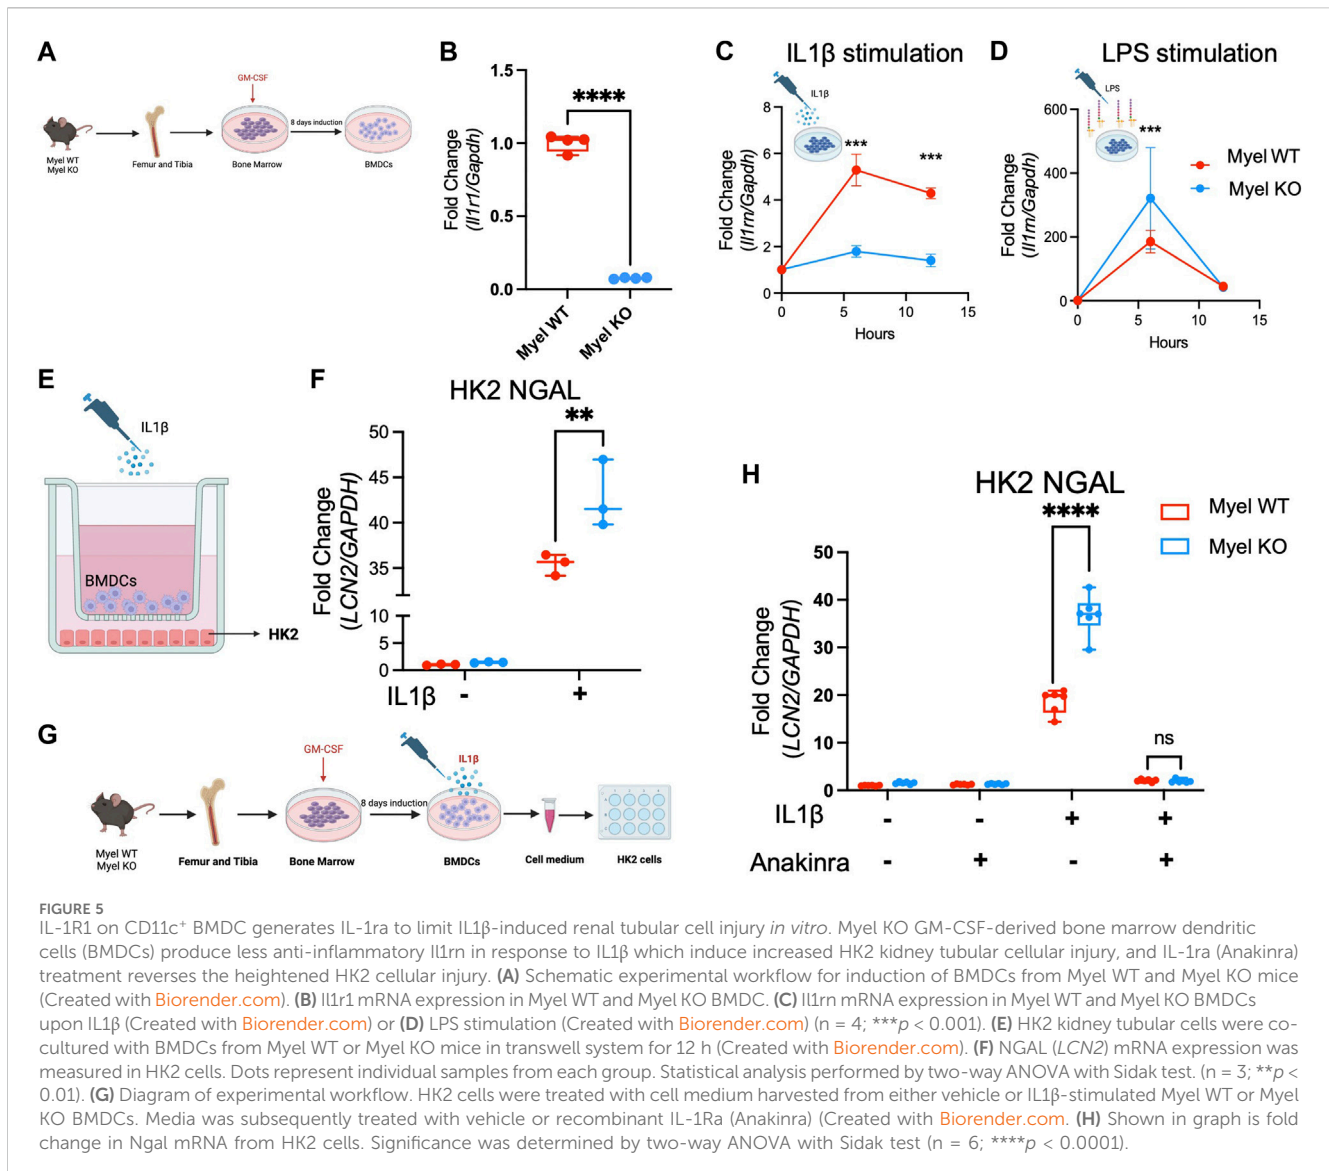 A
GM-CSF
8 days induction
Myel WT
Myel KO
Femur and Tibia
Bone Marrow
BMDCs
B
Fold Change
(Il1r1/Gapdh)
1.5
1.0
0.5
0.0
****
Myel WT
Myel KO
C
IL1β stimulation
IL1β
Fold Change
(Il1rn/Gapdh)
8
6
4
2
0
***
***
0
5
10
15
Hours
D
LPS stimulation
LPS
Fold Change
(Il1rn/Gapdh)
600
400
200
0
***
0
5
10
15
Hours
Myel WT
Myel KO
E
IL1β
BMDCs
HK2
F
HK2 NGAL
Fold Change
(LCN2/GAPDH)
50
45
40
35
10
5
0
**
IL1β
-
+
G
GM-CSF
IL1β
8 days induction
Myel WT
Myel KO
Femur and Tibia
Bone Marrow
BMDCs
Cell medium
HK2 cells
H
HK2 NGAL
Myel WT
Myel KO
Fold Change
(LCN2/GAPDH)
50
40
30
20
10
0
****
ns
IL1β
-
-
+
+
Anakinra
-
+
-
+
FIGURE 5
IL-1R1 on CD11c⁺ BMDC generates IL-1ra to limit IL1β-induced renal tubular cell injury in vitro. Myel KO GM-CSF-derived bone marrow dendritic
cells (BMDCs) produce less anti-inflammatory Il1rn in response to IL1β which induce increased HK2 kidney tubular cellular injury, and IL-1ra (Anakinra)
treatment reverses the heightened HK2 cellular injury. (A) Schematic experimental workflow for induction of BMDCs from Myel WT and Myel KO mice
(Created with Biorender.com). (B) Il1r1 mRNA expression in Myel WT and Myel KO BMDC. (C) Il1rn mRNA expression in Myel WT and Myel KO BMDCs
upon IL1β (Created with Biorender.com) or (D) LPS stimulation (Created with Biorender.com) (n = 4; ***p < 0.001). (E) HK2 kidney tubular cells were co-
cultured with BMDCs from Myel WT or Myel KO mice in transwell system for 12 h (Created with Biorender.com). (F) NGAL (LCN2) mRNA expression was
measured in HK2 cells. Dots represent individual samples from each group. Statistical analysis performed by two-way ANOVA with Sidak test. (n = 3; **p <
0.01). (G) Diagram of experimental workflow. HK2 cells were treated with cell medium harvested from either vehicle or IL1β-stimulated Myel WT or Myel
KO BMDCs. Media was subsequently treated with vehicle or recombinant IL-1Ra (Anakinra) (Created with Biorender.com. (H) Shown in graph is fold
change in Ngal mRNA from HK2 cells. Significance was determined by two-way ANOVA with Sidak test (n = 6; ****p < 0.0001).